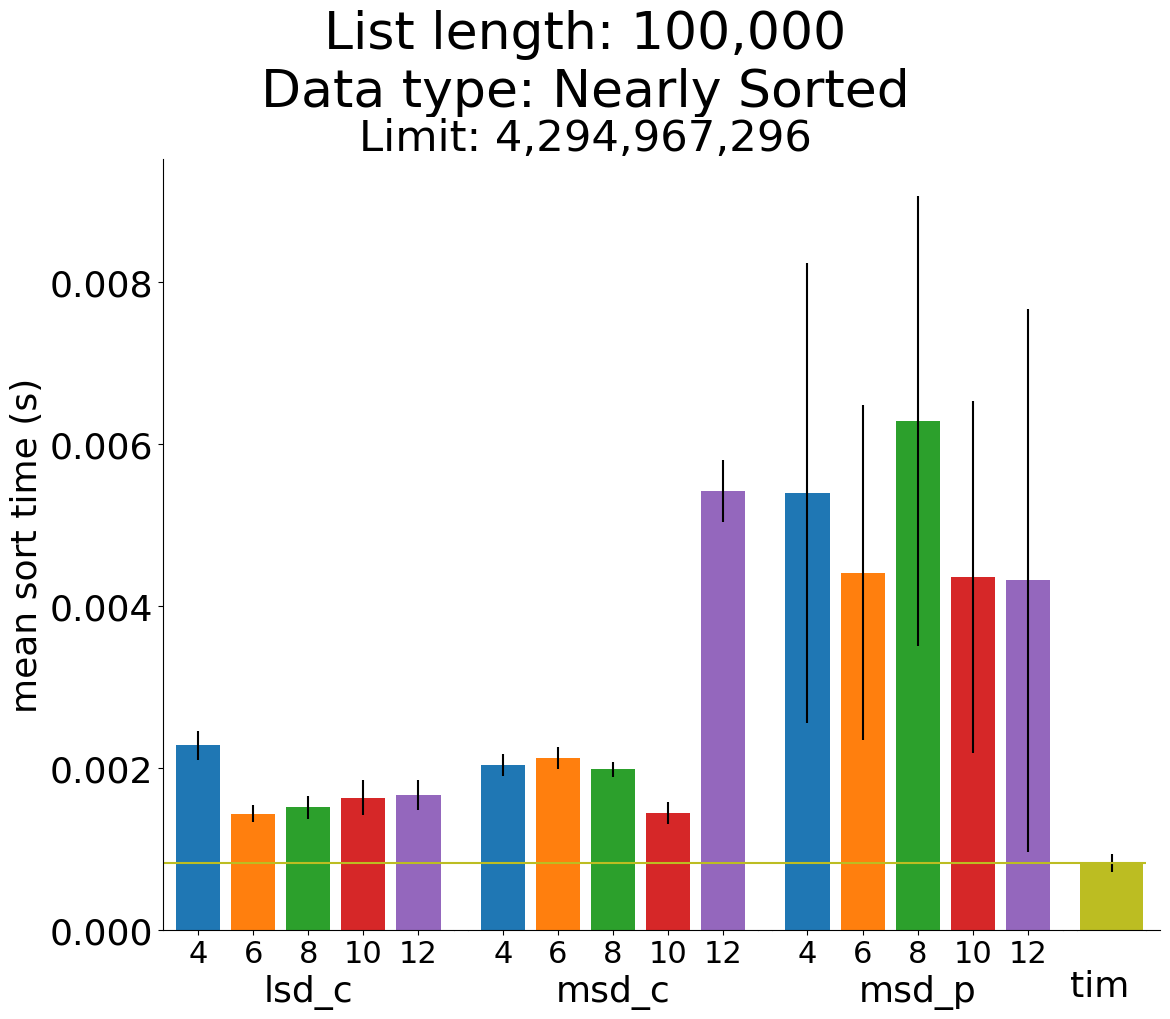 List length: 100,000
Data type: Nearly Sorted
Limit: 4,294,967,296
mean sort time (s)
0.008
0.006
0.004
0.002
0.000
4 6 8 10 12 4 6 8 10 12 4 6 8 10 12
lsd_c msd_c msd_p tim